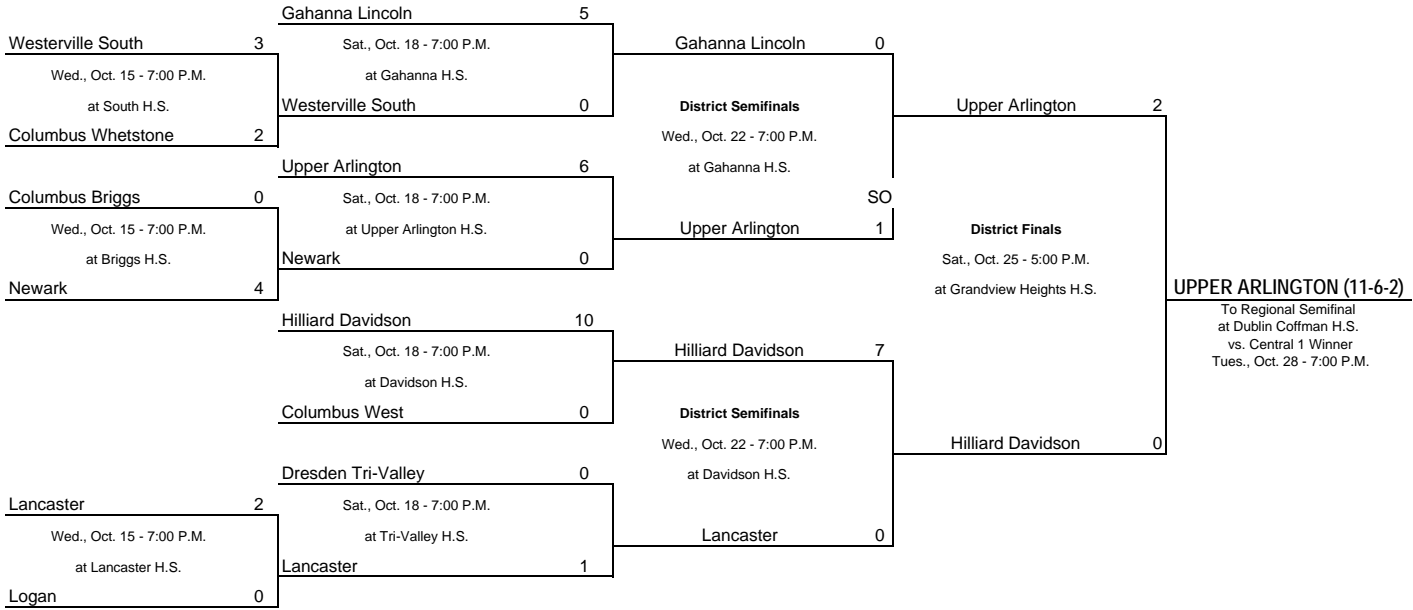 Gahanna Lincoln 5
Westerville South 3
Sat., Oct. 18 - 7:00 P.M.
Gahanna Lincoln 0
Wed., Oct. 15 - 7:00 P.M.
at Gahanna H.S.
at South H.S.
Westerville South 0
District Semifinals
Upper Arlington 2
Columbus Whetstone 2
Wed., Oct. 22 - 7:00 P.M.
Upper Arlington 6
at Gahanna H.S.
Columbus Briggs 0
Sat., Oct. 18 - 7:00 P.M.
SO
Wed., Oct. 15 - 7:00 P.M.
at Upper Arlington H.S.
Upper Arlington 1
District Finals
at Briggs H.S.
Newark 0
Sat., Oct. 25 - 5:00 P.M.
Newark 4
at Grandview Heights H.S.
UPPER ARLINGTON (11-6-2)
To Regional Semifinal
at Dublin Coffman H.S.
vs. Central 1 Winner
Tues., Oct. 28 - 7:00 P.M.
Hilliard Davidson 10
Sat., Oct. 18 - 7:00 P.M.
Hilliard Davidson 7
at Davidson H.S.
Columbus West 0
District Semifinals
Wed., Oct. 22 - 7:00 P.M.
Hilliard Davidson 0
Dresden Tri-Valley 0
at Davidson H.S.
Lancaster 2
Sat., Oct. 18 - 7:00 P.M.
Wed., Oct. 15 - 7:00 P.M.
at Tri-Valley H.S.
Lancaster 0
at Lancaster H.S.
Lancaster 1
Logan 0